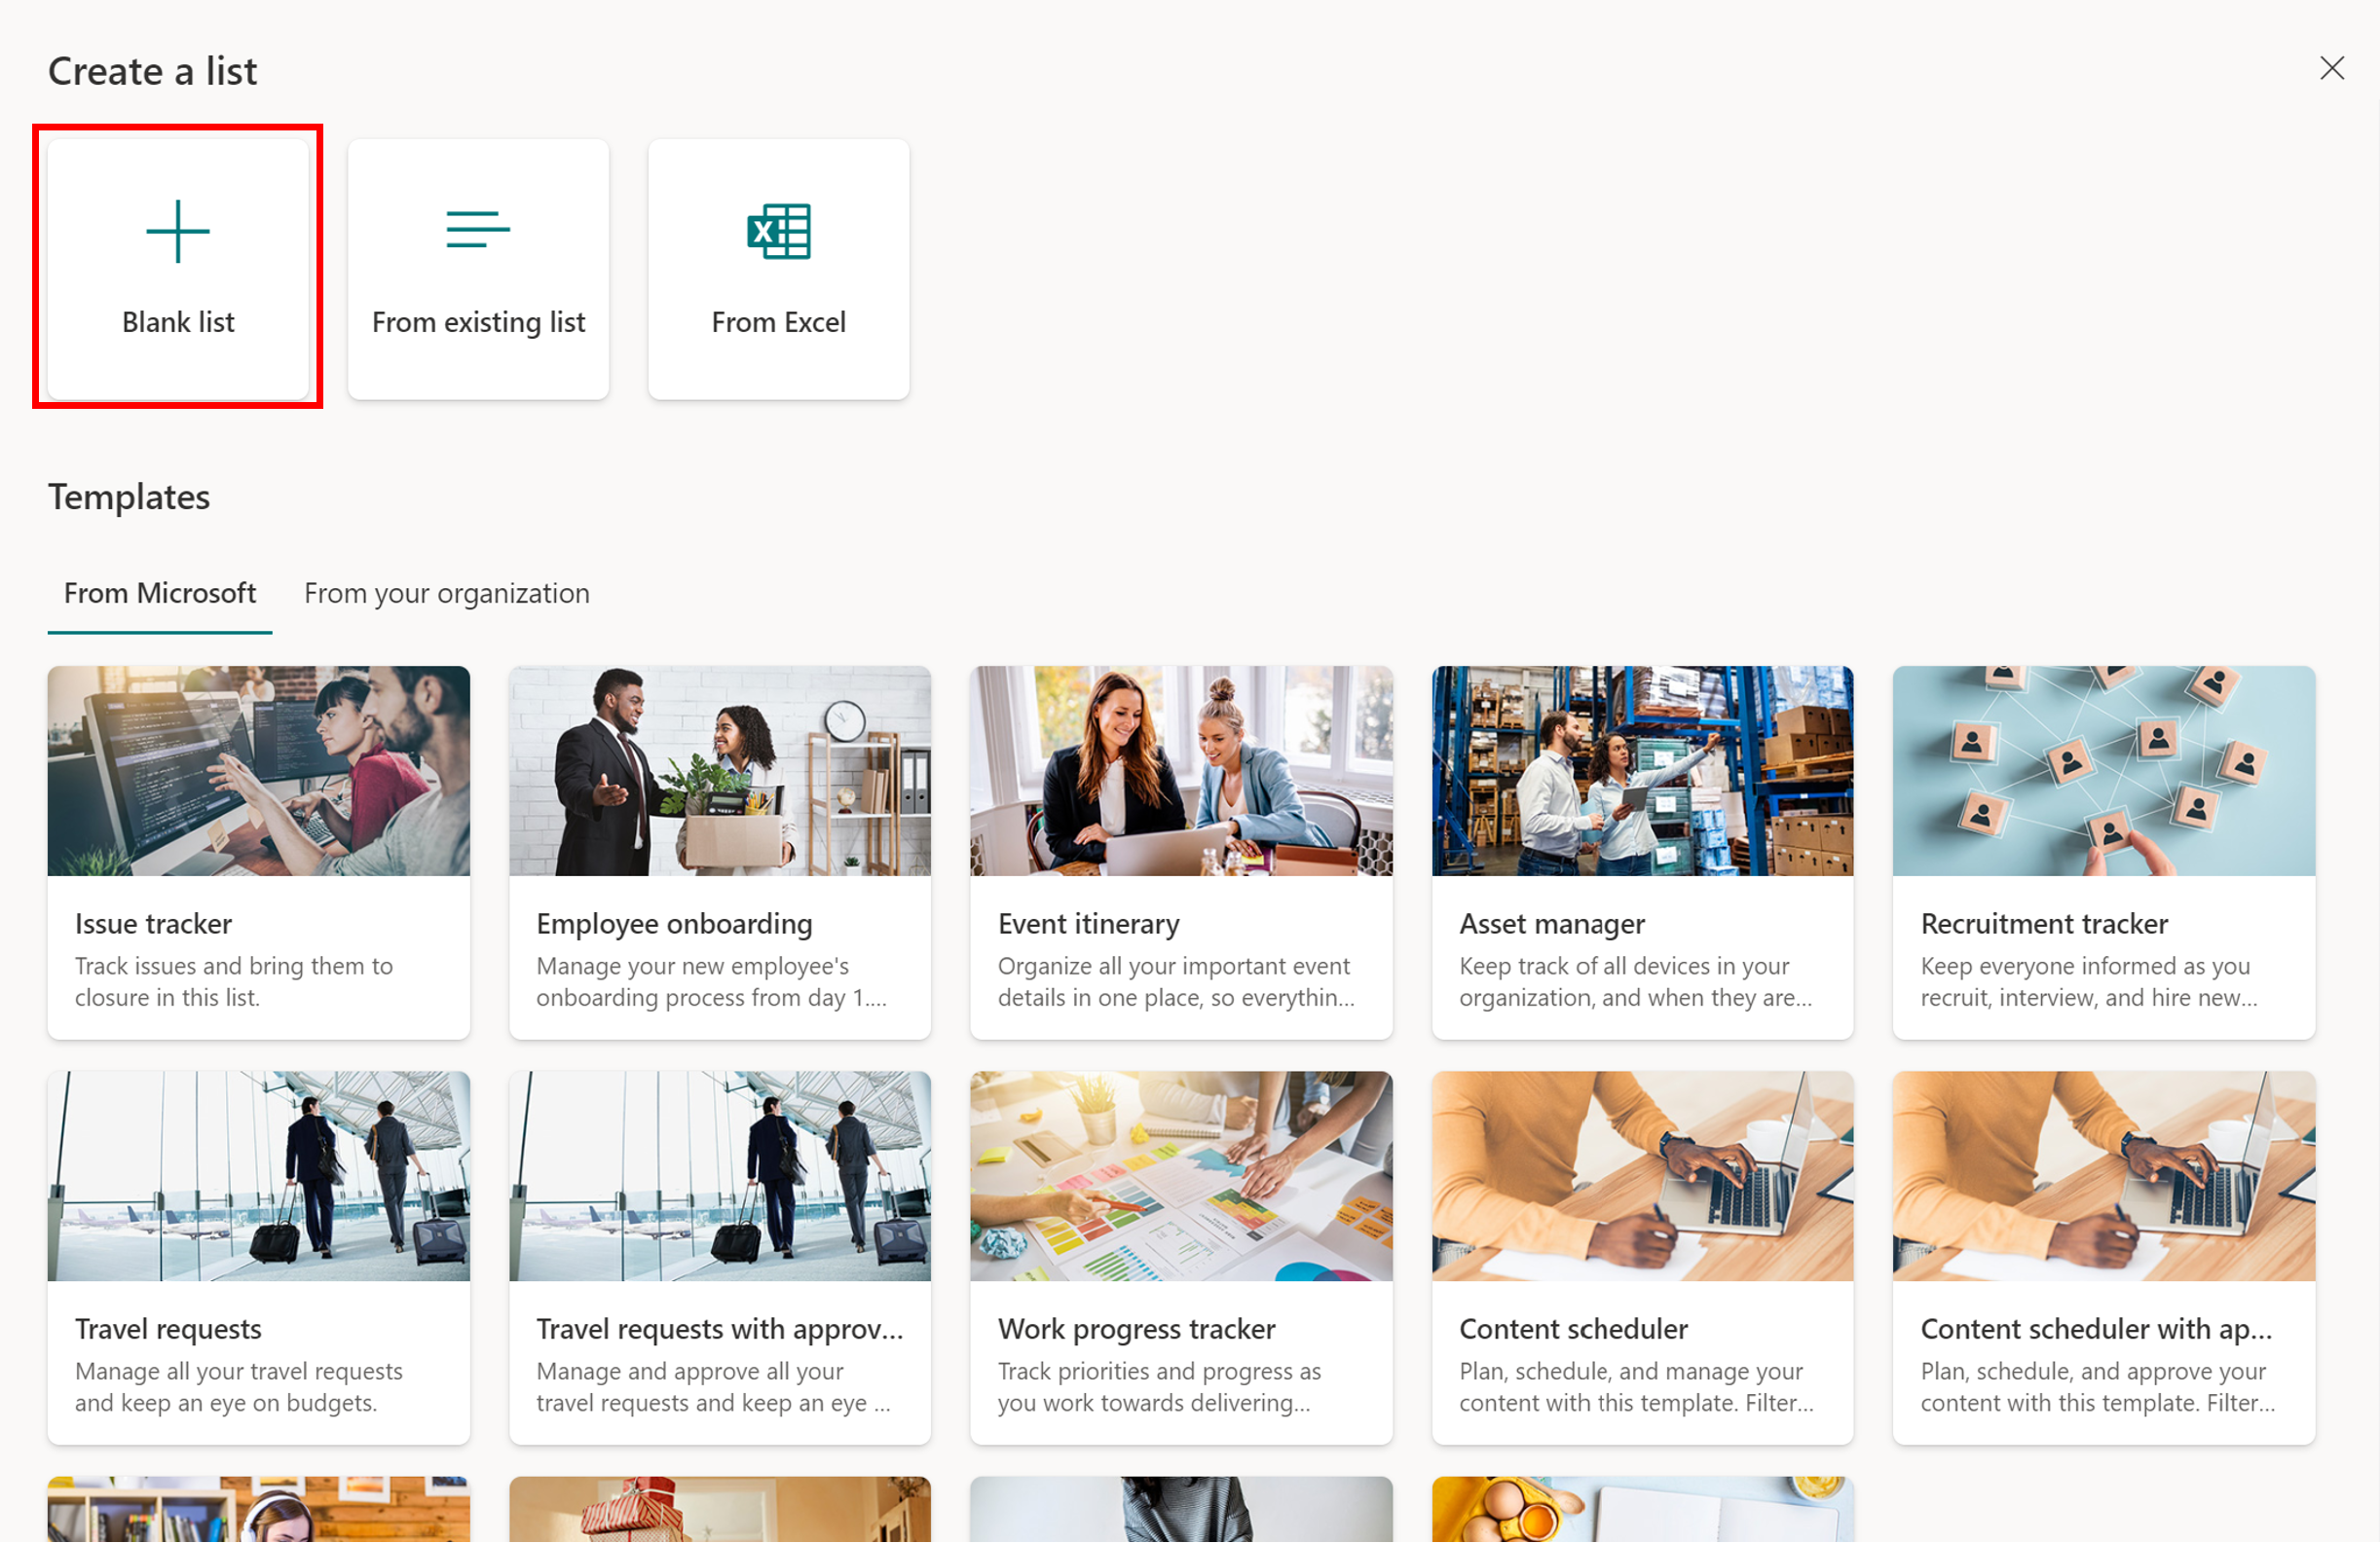 Create a list
Blank list
From existing list
From Excel
Templates
From Microsoft
From your organization
Issue tracker
Track issues and bring them to
closure in this list.
Employee onboarding
Manage your new employee's
onboarding process from day 1....
Event itinerary
Organize all your important event
details in one place, so everythin...
Asset manager
Keep track of all devices in your
organization, and when they are...
Recruitment tracker
Keep everyone informed as you
recruit, interview, and hire new...
Travel requests
Manage all your travel requests
and keep an eye on budgets.
Travel requests with approv...
Manage and approve all your
travel requests and keep an eye ...
Work progress tracker
Track priorities and progress as
you work towards delivering...
Content scheduler
Plan, schedule, and manage your
content with this template. Filter...
Content scheduler with ap...
Plan, schedule, and approve your
content with this template. Filter...